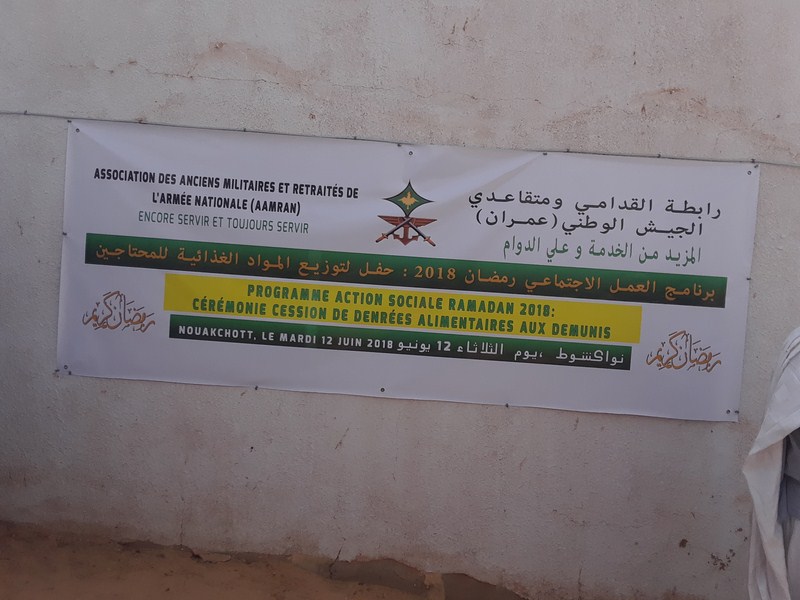 ASSOCIATION DES ANCIENS MILITAIRES ET RETRAITÉS DE
L'ARMÉE NATIONALE (AAMRAN)
ENCORE SERVIR ET TOUJOURS SERVIR
رابطة القدامي ومتقاعدي
الجيش الوطني (عمران)
المزيد من الخدمة و علي الدوام
برنامج العمل الاجتماعي رمضان 2018 : حفل لتوزيع المواد الغذائية للمحتاجين
PROGRAMME ACTION SOCIALE RAMADAN 2018:
CÉRÉMONIE CESSION DE DENRÉES ALIMENTAIRES AUX DEMUNIS
NOUAKCHOTT, LE MARDI 12 JUIN 2018 نواكشوط ،يوم الثلاثاء 12 يونيو
رمضان كريم
رمضان كريم